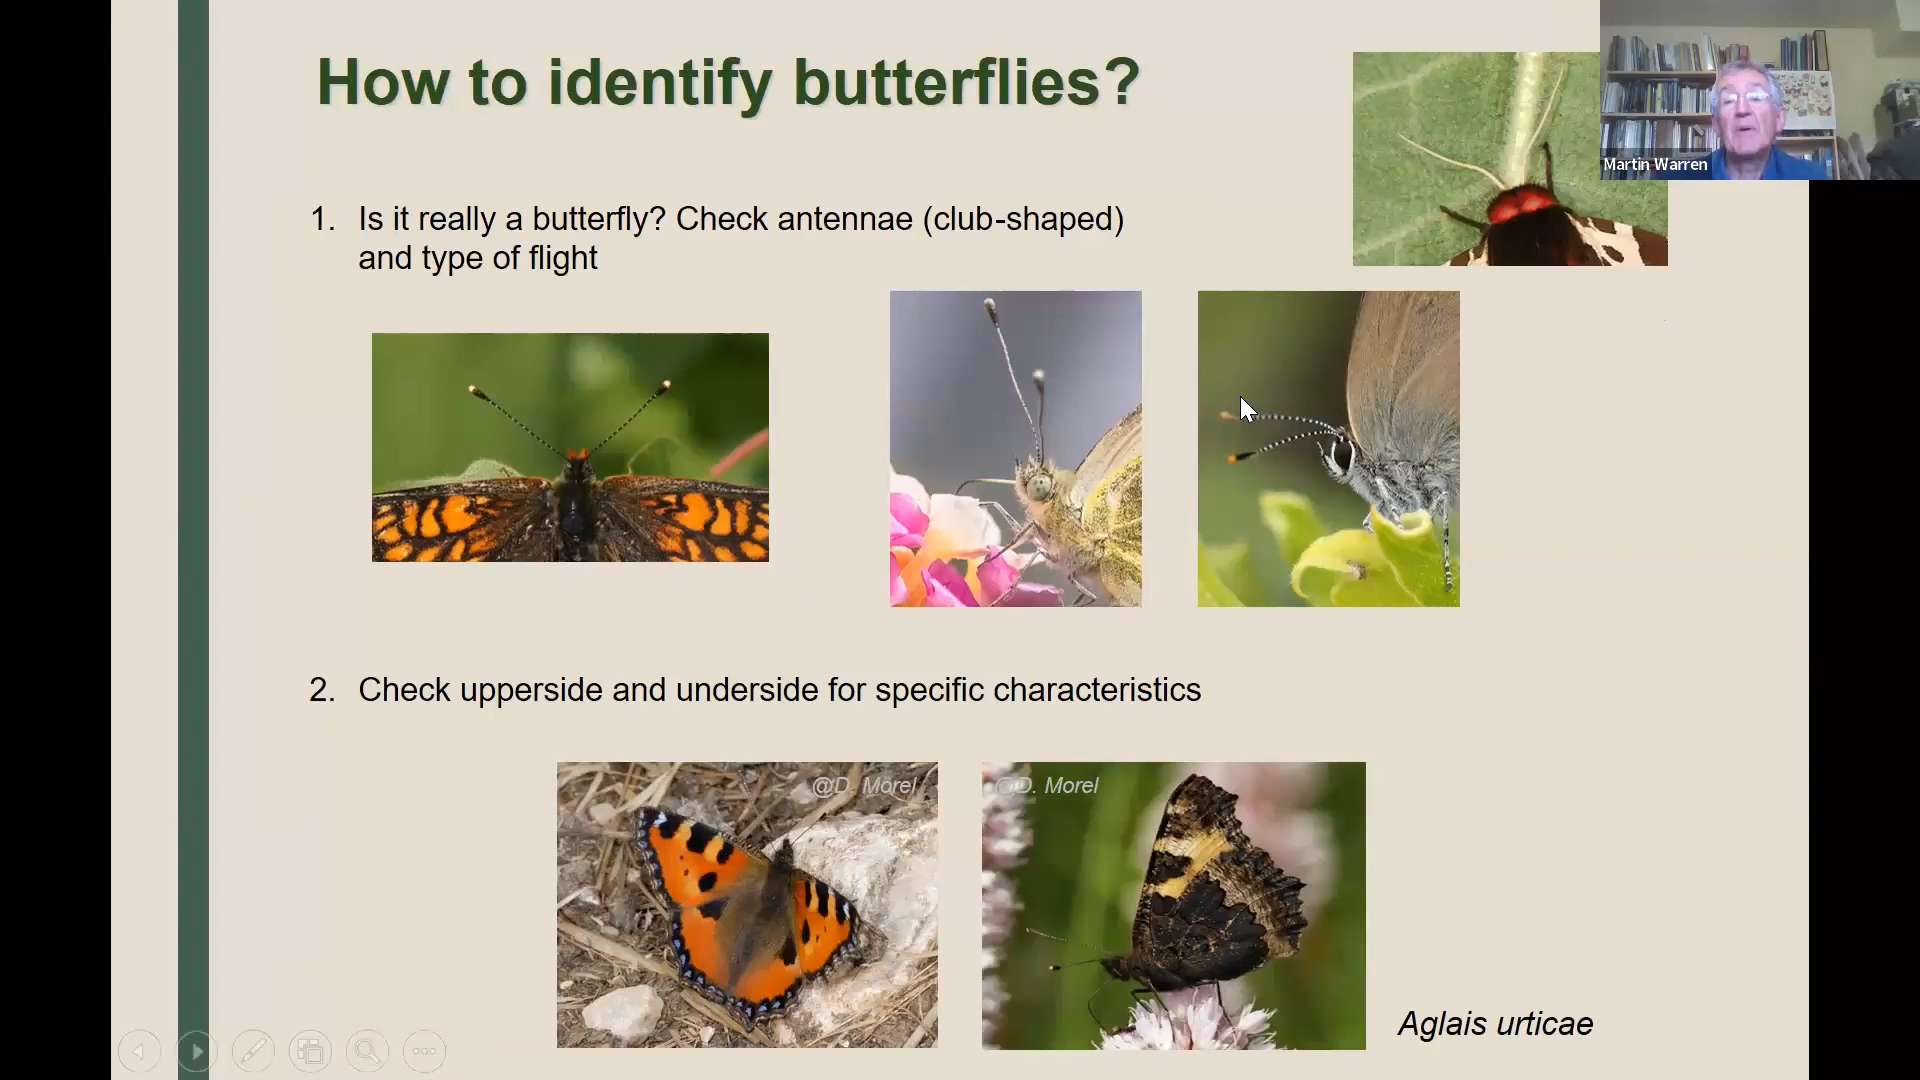 How to identify butterflies?
Martin Warren
1. Is it really a butterfly? Check antennae (club-shaped)
and type of flight
2. Check upperside and underside for specific characteristics
@D. Morel
@D. Morel
Aglais urticae